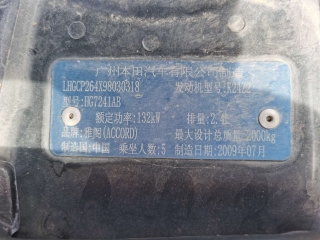 广州本田汽车有限公司制造
LHGCP264X98030318 发动机型号:K24Z2
型号:HG7241AB
额定功率:132kW 排量:2.4L
品牌:雅阁(ACCORD) 最大设计总质量:2000kg
制造国:中国 乘坐人数:5 制造日期:2009年07月